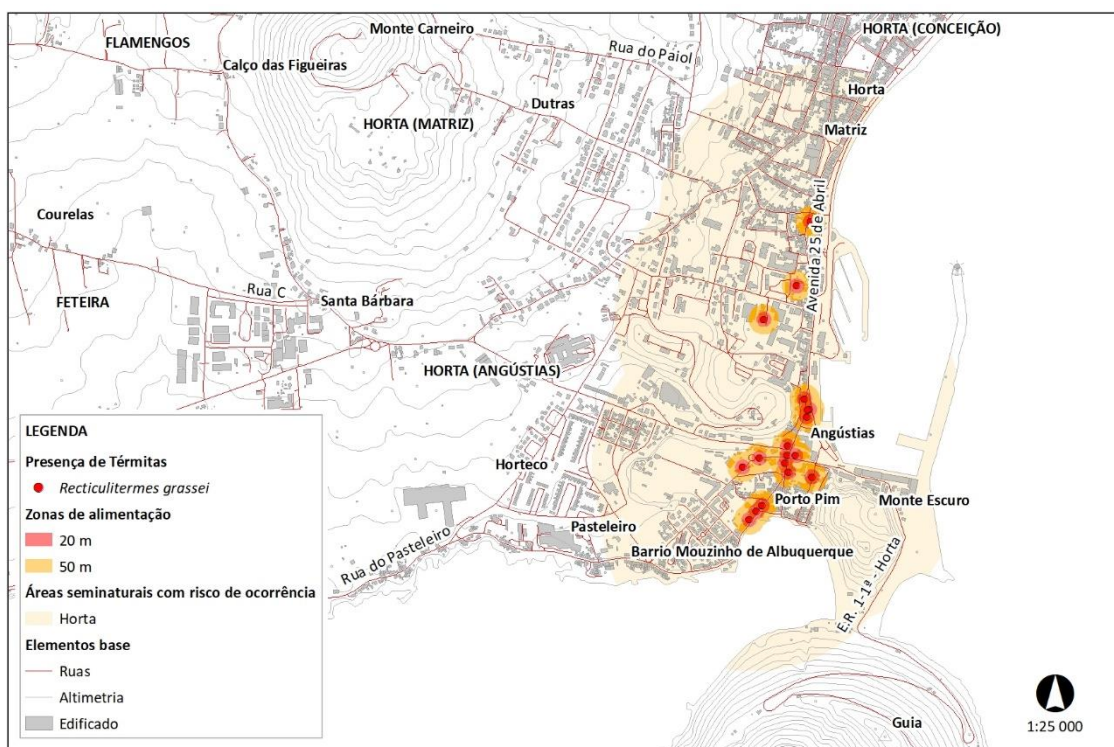 HORTA (CONCEIÇÃO)
Monte Carneiro
FLAMENGOS
Rua do Paiol
Calço das Figueiras
Horta
Dutras
HORTA (MATRIZ)
Matriz
Courelas
Avenida 25 de Abril
Rua C
Santa Bárbara
FETEIRA
HORTA (ANGÚSTIAS)
LEGENDA
Presença de Térmitas
Recticulitermes grassei
Zonas de alimentação
20 m
50 m
Áreas seminaturais com risco de ocorrência
Horta
Elementos base
Ruas
Altimetria
Edificado
Angústias
Horteco
Porto Pim
Monte Escuro
Pasteleiro
Barrio Mouzinho de Albuquerque
Rua do Pasteleiro
E.R. 1-1ª - Horta
Guia
1:25 000